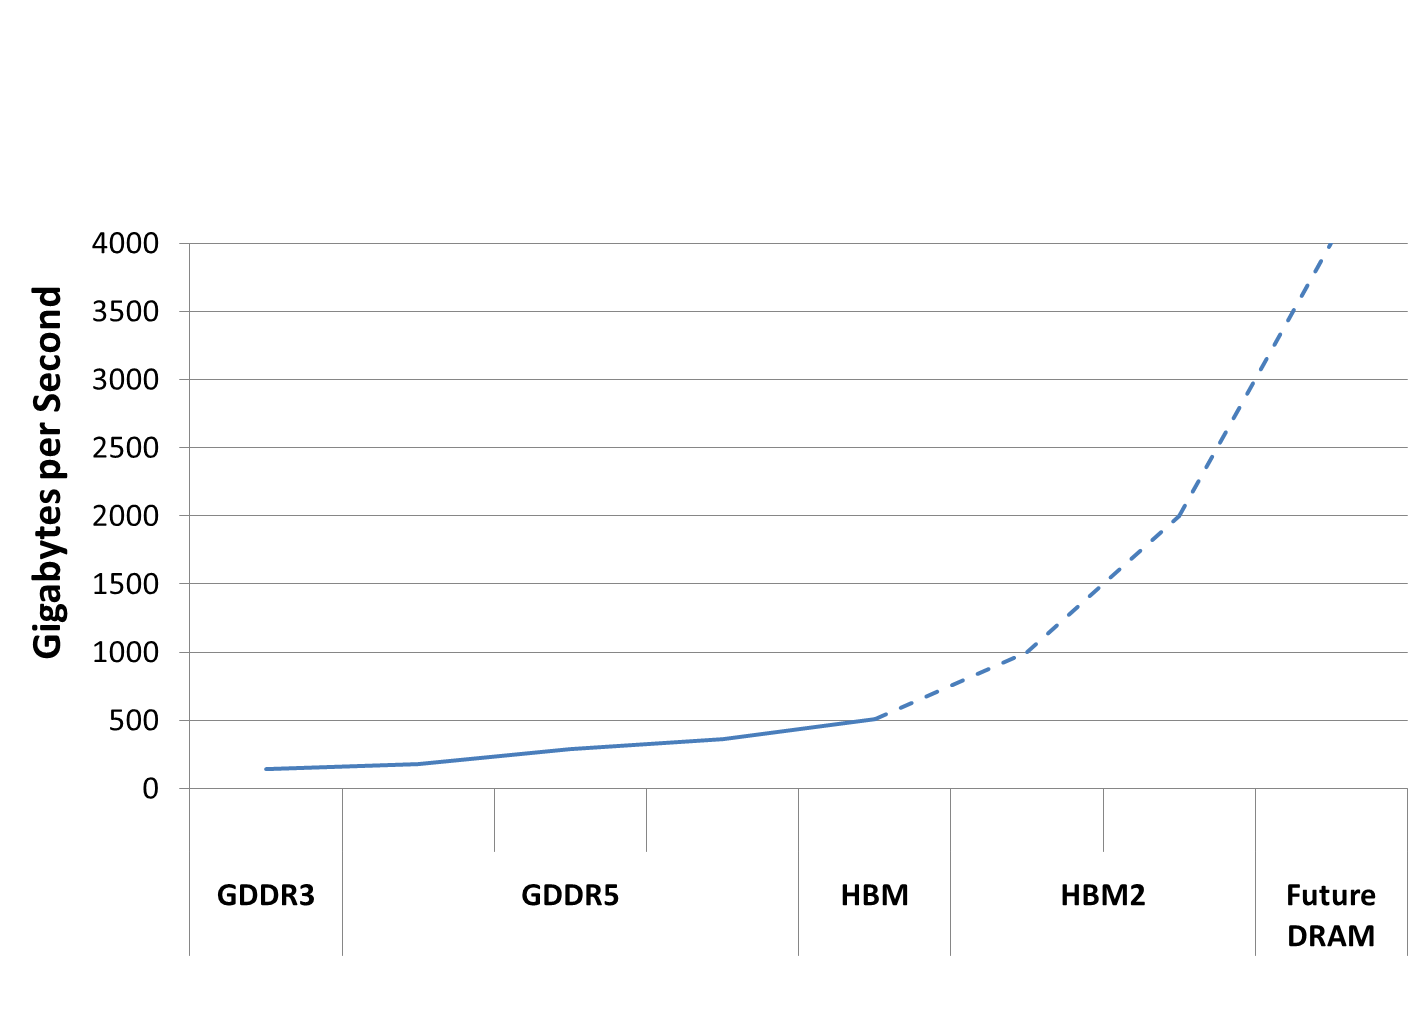 Gigabytes per Second
4000
3500
3000
2500
2000
1500
1000
500
0
GDDR3
GDDR5
HBM
HBM2
Future
DRAM